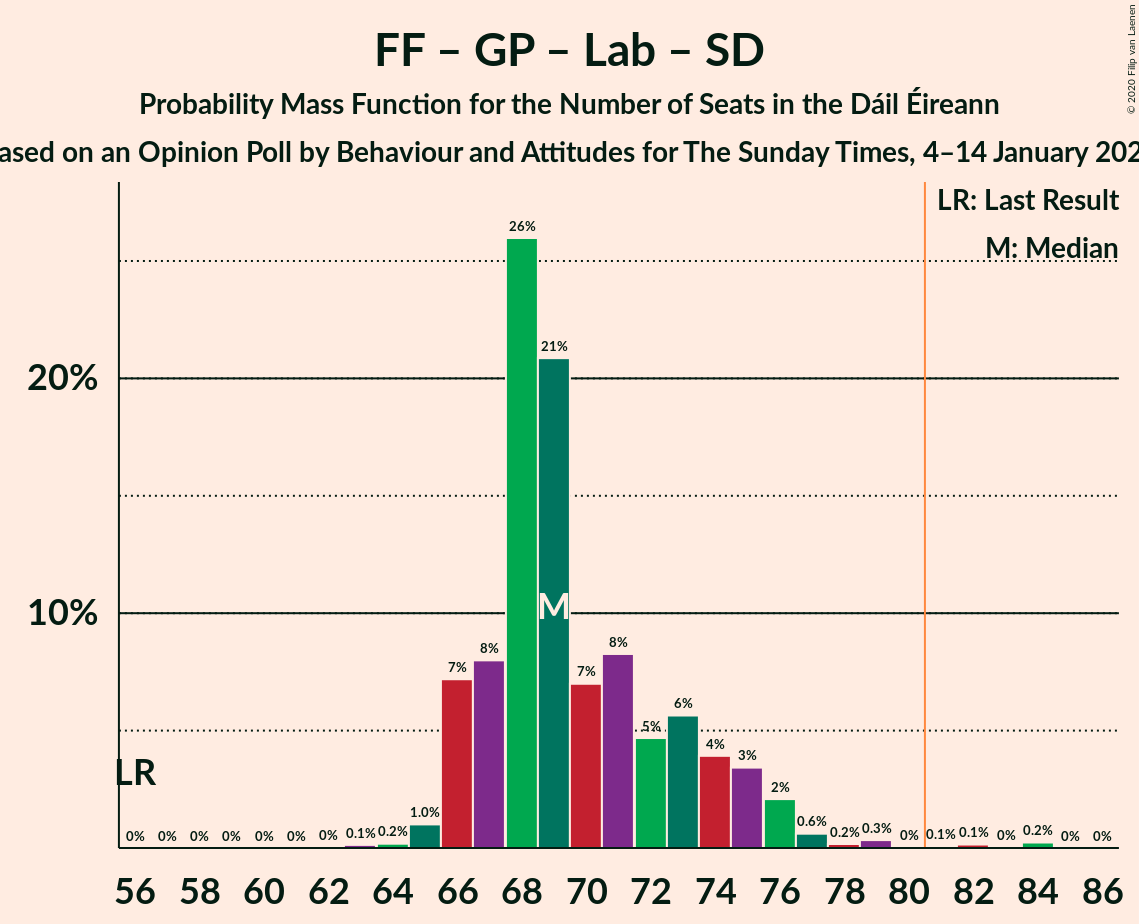 FF – GP – Lab – SD
Probability Mass Function for the Number of Seats in the Dáil Éireann
ased on an Opinion Poll by Behaviour and Attitudes for The Sunday Times, 4–14 January 202
© 2020 Filip van Laenen
LR: Last Result
M: Median
26%
21%
20%
M
10%
8%
8%
7%
7%
6%
5%
4%
3%
LR
2%
1.0%
0.6%
0% 0% 0% 0% 0% 0% 0% 0.1% 0.2% 0.2% 0.3% 0% 0.1% 0.1% 0% 0.2% 0% 0%
56 58 60 62 64 66 68 70 72 74 76 78 80 82 84 86